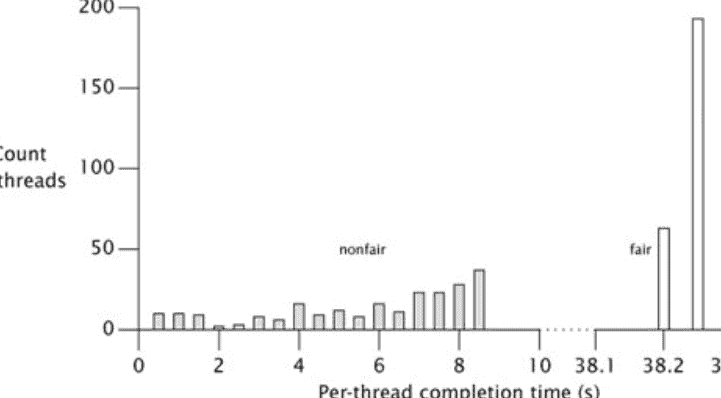 200
150
Count
threads
100
50
nonfair
fair
0
0 2 4 6 8 10 38.1 38.2
Per-thread completion time (s)